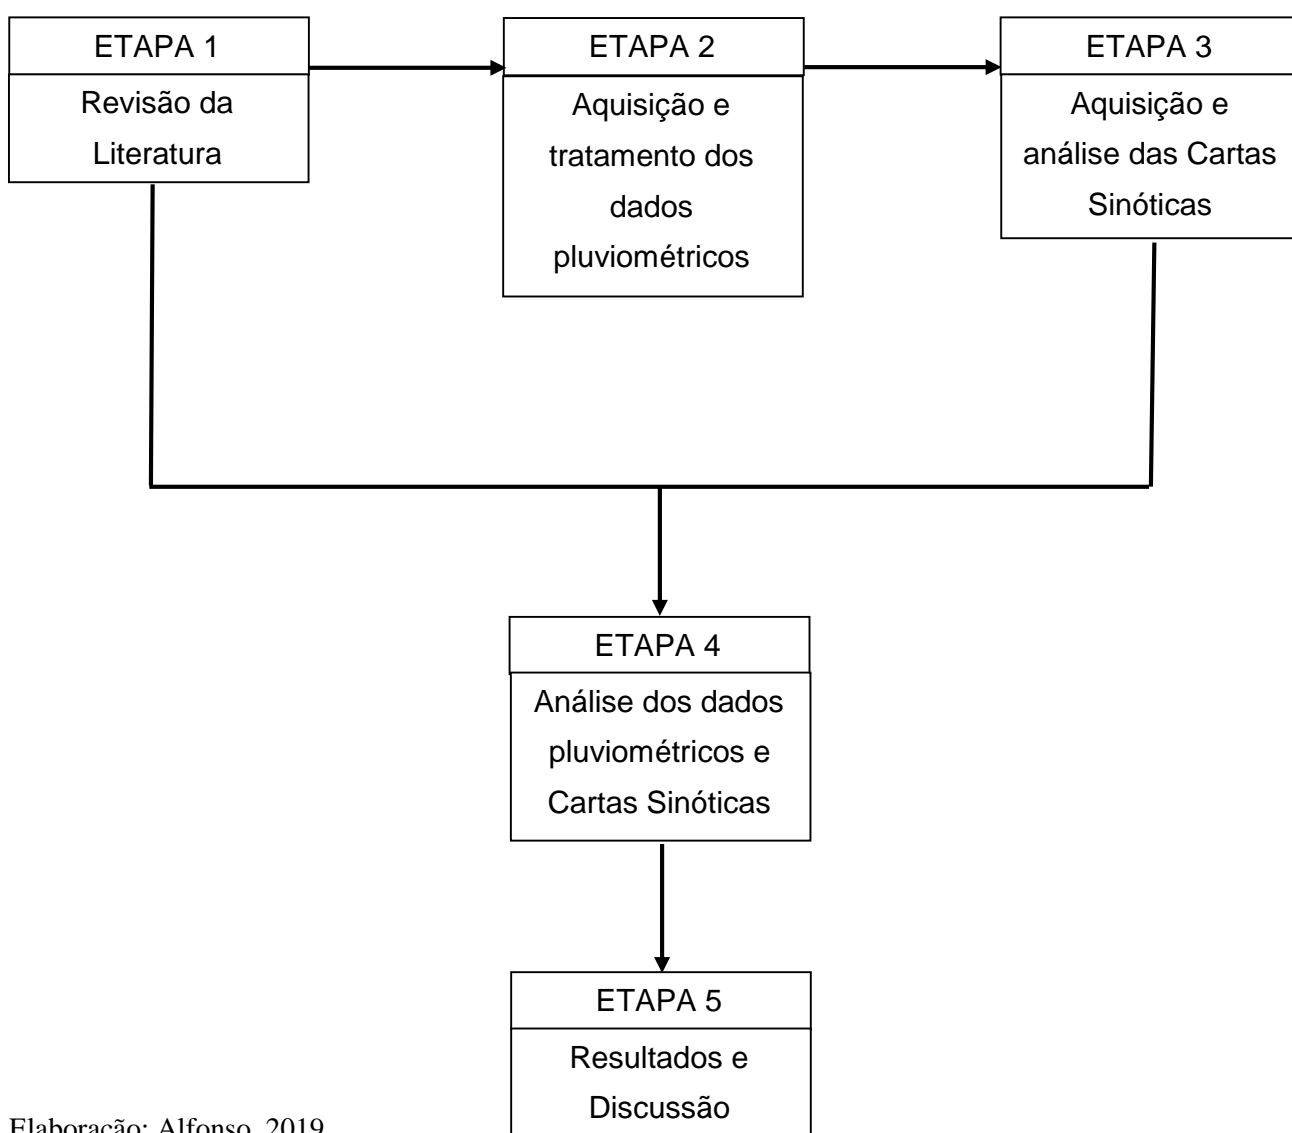 ETAPA 1
Revisão da
Literatura
ETAPA 2
Aquisição e
tratamento dos
dados
pluviométricos
ETAPA 3
Aquisição e
análise das Cartas
Sinóticas
ETAPA 4
Análise dos dados
pluviométricos e
Cartas Sinóticas
ETAPA 5
Resultados e
Discussão
Elaboração: Alfonso, 2019